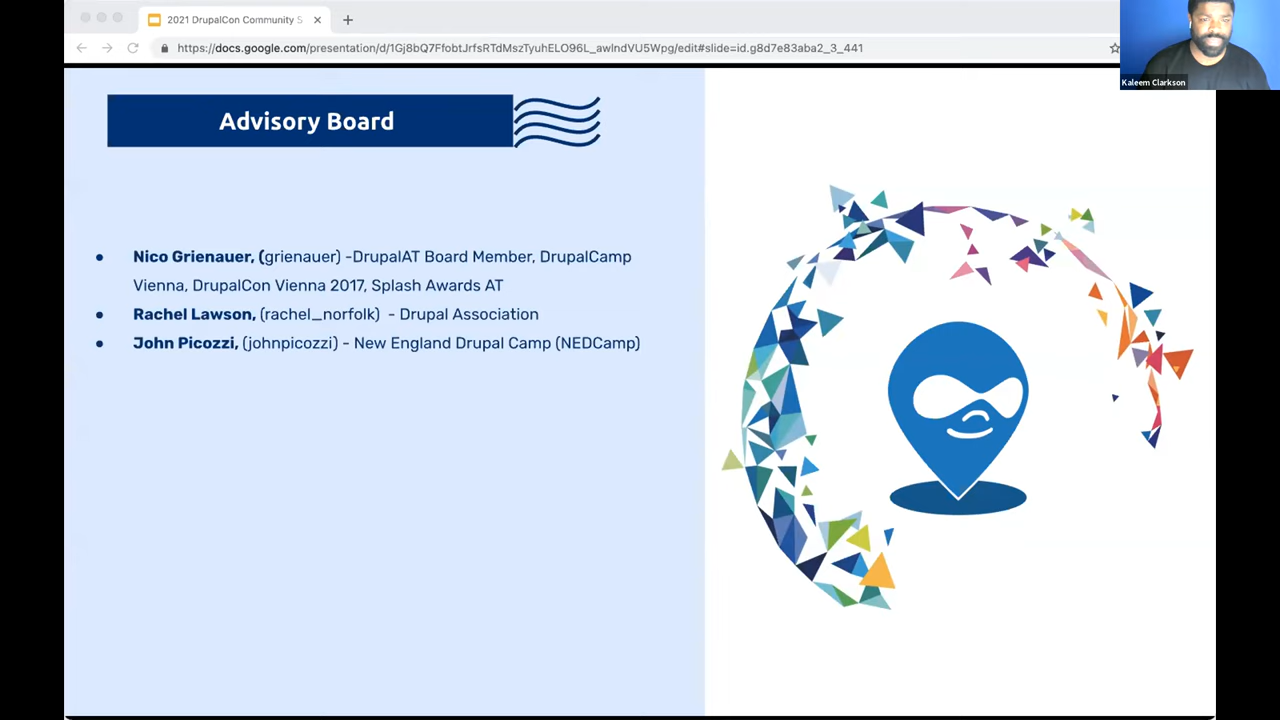 2021 DrupalCon Community S
https://docs.google.com/presentation/d/1Gj8bQ7FfobtJrfsRTdMszTyuhELO96L_awlndVU5Wpg/edit#slide=id.g8d7e83aba2_3_441
Kaleem Clarkson
Advisory Board
● Nico Grienauer, (grienauer) -DrupalAT Board Member, DrupalCamp
Vienna, DrupalCon Vienna 2017, Splash Awards AT
● Rachel Lawson, (rachel_norfolk) - Drupal Association
● John Picozzi, (johnpicozzi) - New England Drupal Camp (NEDCamp)